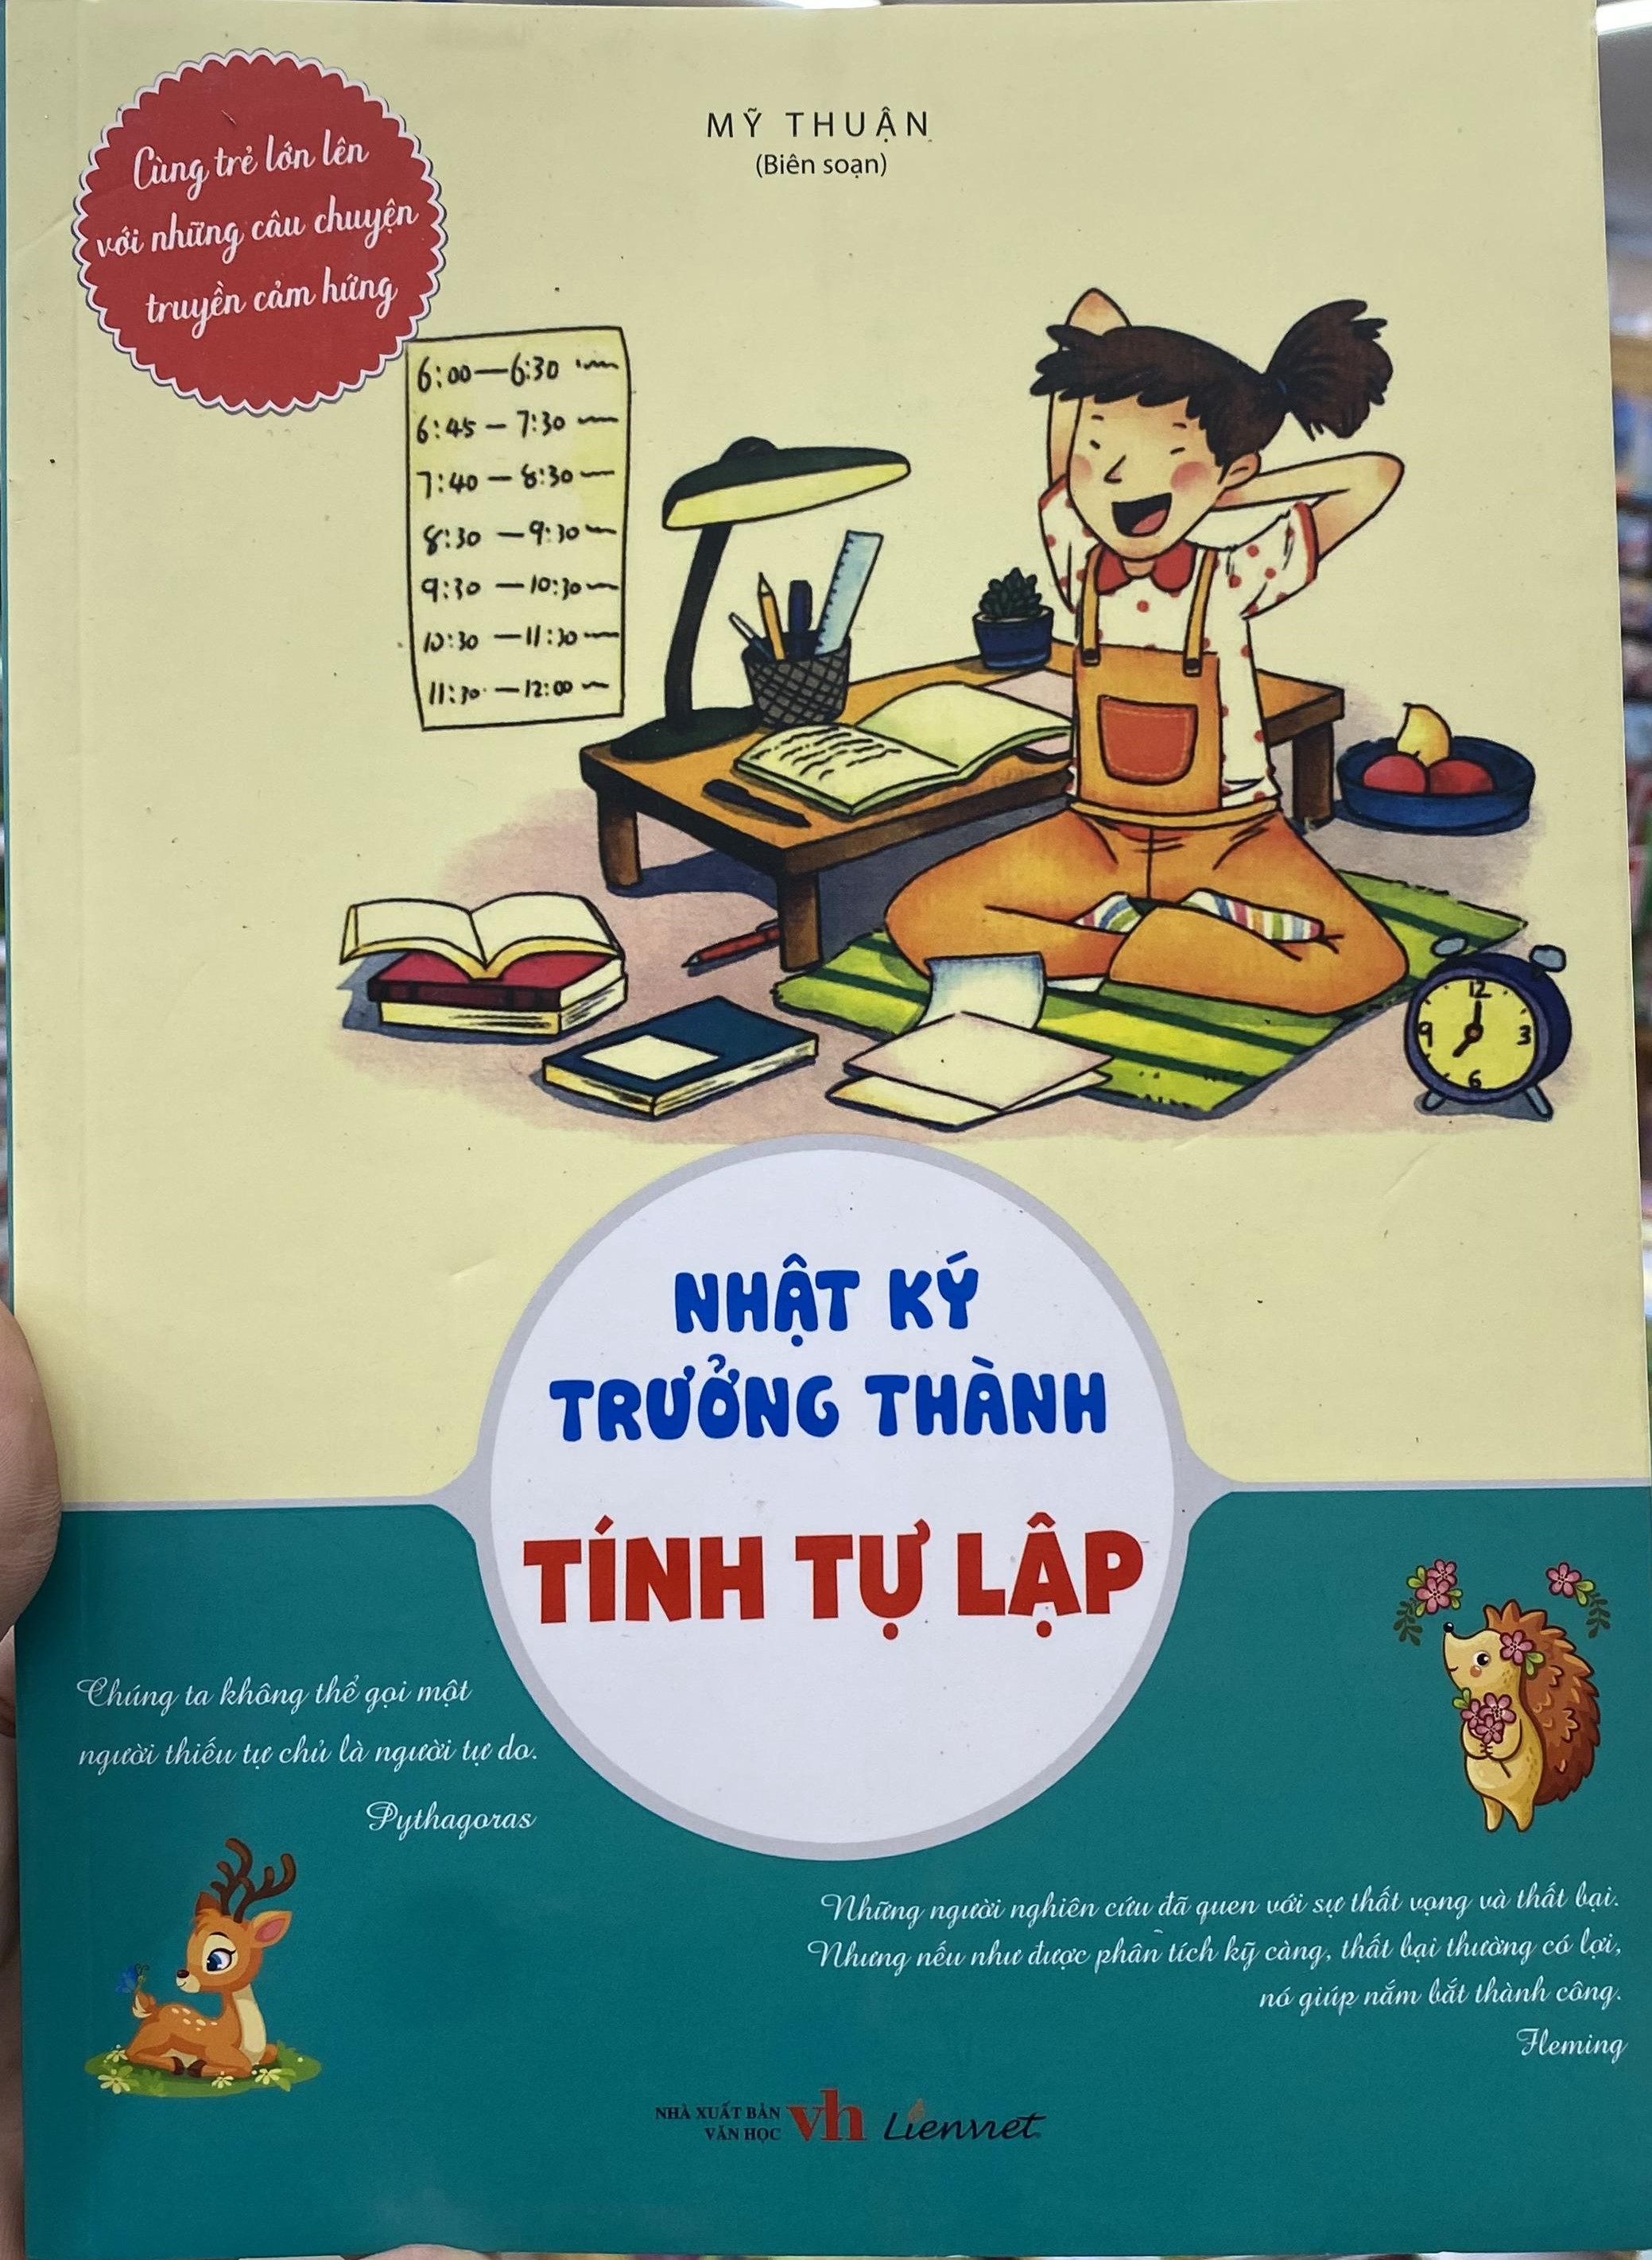 MỸ THUẬN
(Biên soạn)
Cùng trẻ lớn lên
với những câu chuyện
truyền cảm hứng
6:00—6:30
6:45 — 7:30
7:40 — 8:30
8:30 — 9:30
9:30 — 10:30
10:30 — 11:30
11:30 — 12:00
12
9 3
6
NHẬT KÝ
TRƯỞNG THÀNH
TÍNH TỰ LẬP
Chúng ta không thể gọi một
người thiếu tự chủ là người tự do.
Pythagoras
Những người nghiên cứu đã quen với sự thất vọng và thất bại.
Nhưng nếu như được phân tích kỹ càng, thất bại thường có lợi,
nó giúp nắm bắt thành công.
Fleming
NHÀ XUẤT BẢN
VĂN HỌC
vh Lienviet